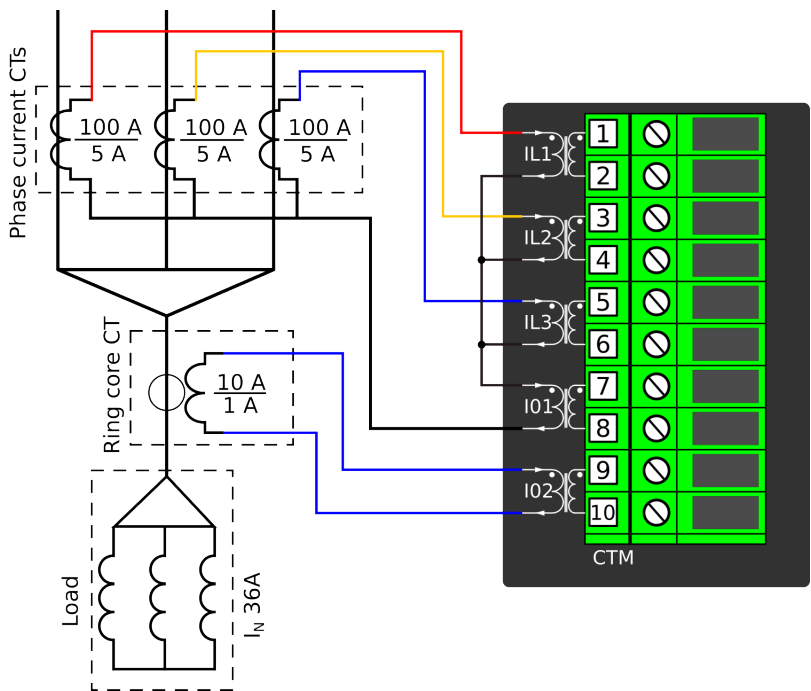 Phase current CTs
100 A
5 A
100 A
5 A
100 A
5 A
IL1
IL2
IL3
I01
I02
1
2
3
4
5
6
7
8
9
10
CTM
Ring core CT
10 A
1 A
Load
IN 36A